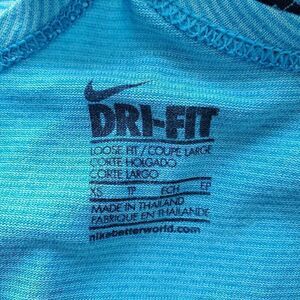 DRI-FIT
LOOSE FIT / COUPE LARGE
CORTE HOLGADO
CORTE LARGO
XS TP ECH EP
MADE IN THAILAND
FABRIQUÉ EN THAILANDE
nikebetterworld.com